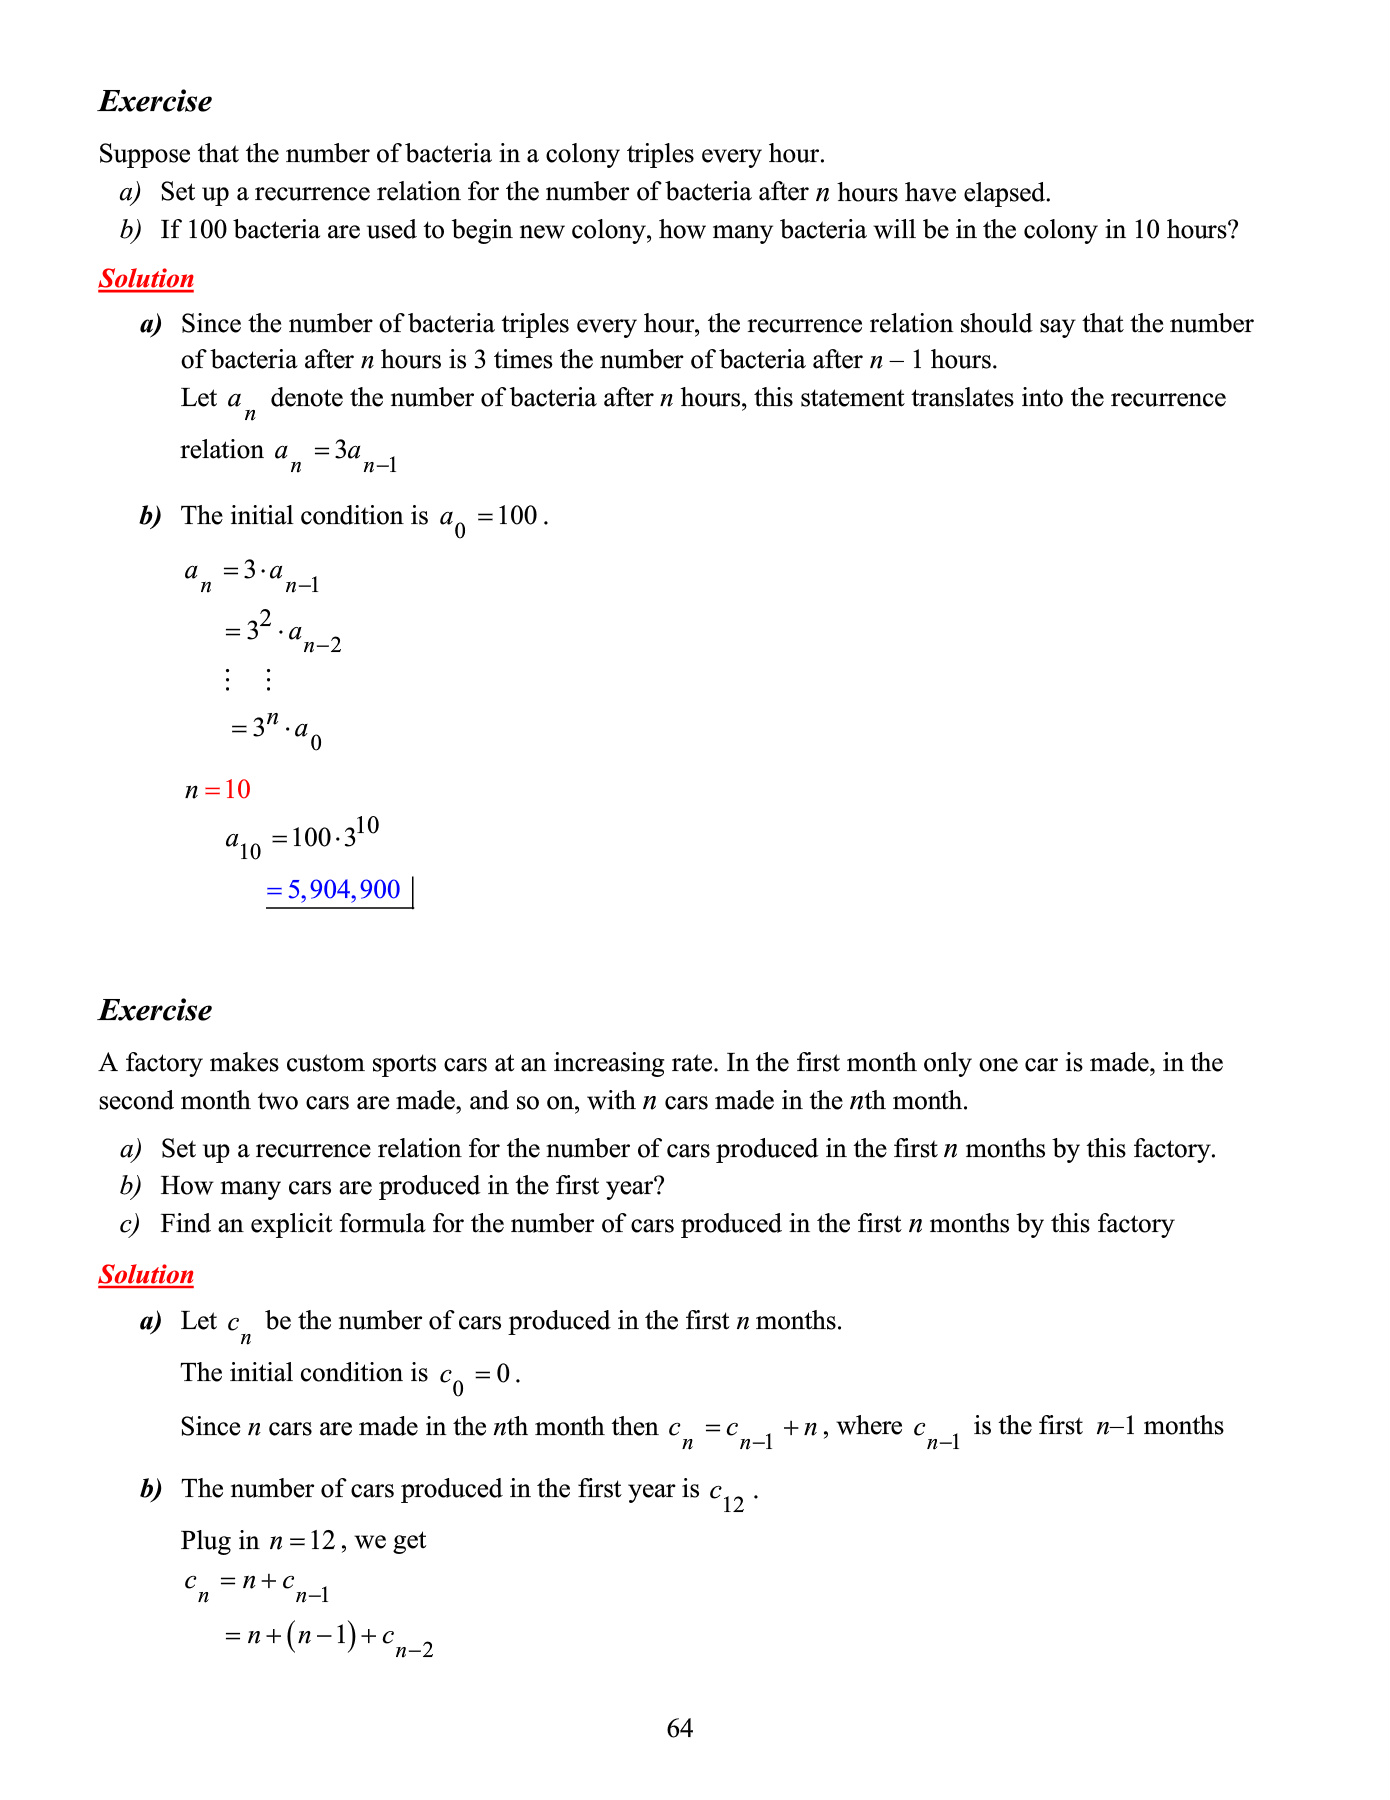 Exercise
Suppose that the number of bacteria in a colony triples every hour.
a) Set up a recurrence relation for the number of bacteria after n hours have elapsed.
b) If 100 bacteria are used to begin new colony, how many bacteria will be in the colony in 10 hours?
Solution
a) Since the number of bacteria triples every hour, the recurrence relation should say that the number
of bacteria after n hours is 3 times the number of bacteria after n – 1 hours.
Let a_n denote the number of bacteria after n hours, this statement translates into the recurrence
relation a_n = 3a_{n−1}
b) The initial condition is a_0 = 100.
a_n = 3·a_{n−1}
= 3^2 · a_{n−2}
⋮ ⋮
= 3^n · a_0
n = 10
a_{10} = 100·3^{10}
= 5,904,900
Exercise
A factory makes custom sports cars at an increasing rate. In the first month only one car is made, in the
second month two cars are made, and so on, with n cars made in the nth month.
a) Set up a recurrence relation for the number of cars produced in the first n months by this factory.
b) How many cars are produced in the first year?
c) Find an explicit formula for the number of cars produced in the first n months by this factory
Solution
a) Let c_n be the number of cars produced in the first n months.
The initial condition is c_0 = 0.
Since n cars are made in the nth month then c_n = c_{n−1} + n, where c_{n−1} is the first n–1 months
b) The number of cars produced in the first year is c_{12}.
Plug in n = 12, we get
c_n = n + c_{n−1}
= n + (n − 1) + c_{n−2}
64